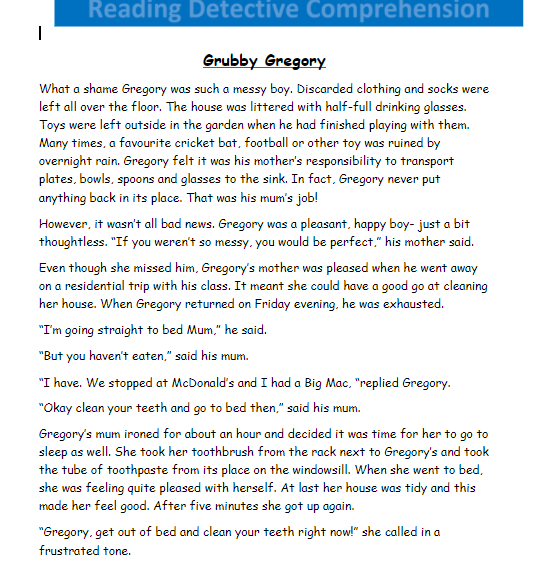 Reading Detective Comprehension
Grubby Gregory
What a shame Gregory was such a messy boy. Discarded clothing and socks were
left all over the floor. The house was littered with half-full drinking glasses.
Toys were left outside in the garden when he had finished playing with them.
Many times, a favourite cricket bat, football or other toy was ruined by
overnight rain. Gregory felt it was his mother's responsibility to transport
plates, bowls, spoons and glasses to the sink. In fact, Gregory never put
anything back in its place. That was his mum's job!
However, it wasn't all bad news. Gregory was a pleasant, happy boy- just a bit
thoughtless. "If you weren't so messy, you would be perfect," his mother said.
Even though she missed him, Gregory's mother was pleased when he went away
on a residential trip with his class. It meant she could have a good go at cleaning
her house. When Gregory returned on Friday evening, he was exhausted.
"I'm going straight to bed Mum," he said.
"But you haven't eaten," said his mum.
"I have. We stopped at McDonald's and I had a Big Mac, "replied Gregory.
"Okay clean your teeth and go to bed then," said his mum.
Gregory's mum ironed for about an hour and decided it was time for her to go to
sleep as well. She took her toothbrush from the rack next to Gregory's and took
the tube of toothpaste from its place on the windowsill. When she went to bed,
she was feeling quite pleased with herself. At last her house was tidy and this
made her feel good. After five minutes she got up again.
"Gregory, get out of bed and clean your teeth right now!" she called in a
frustrated tone.